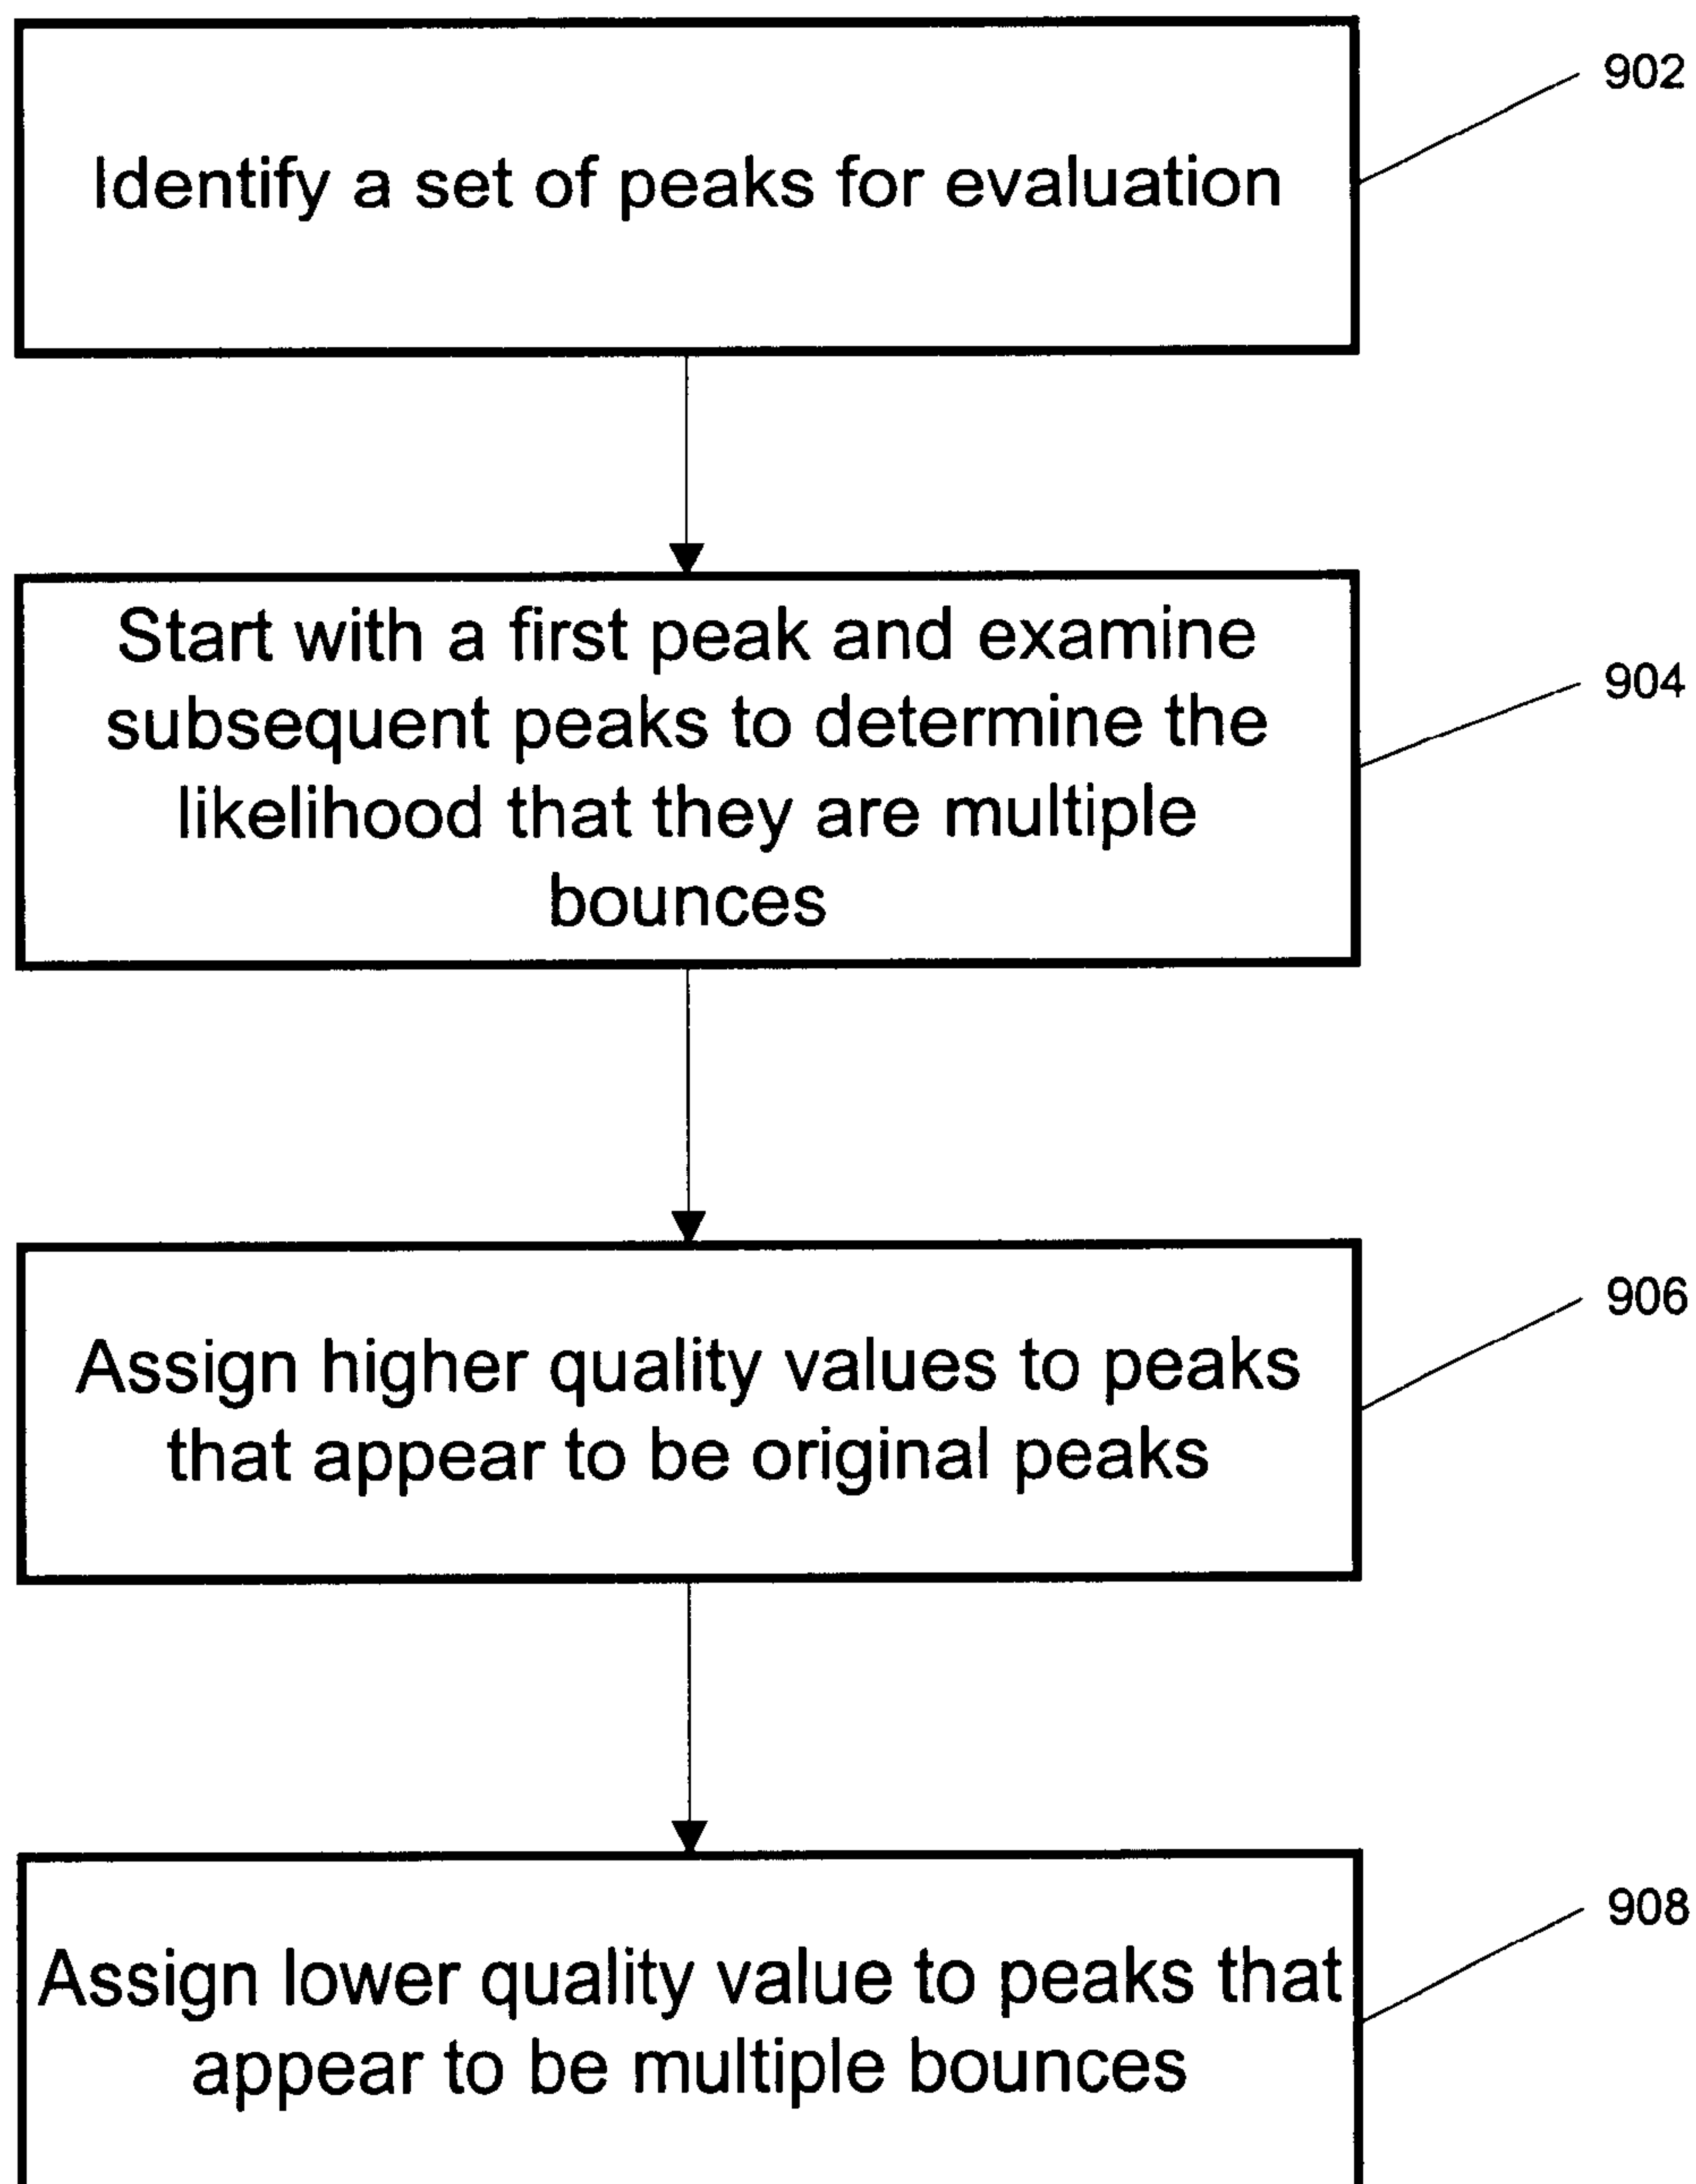 902
Identify a set of peaks for evaluation
Start with a first peak and examine
subsequent peaks to determine the
likelihood that they are multiple
bounces
904
Assign higher quality values to peaks
that appear to be original peaks
906
Assign lower quality value to peaks that
appear to be multiple bounces
908